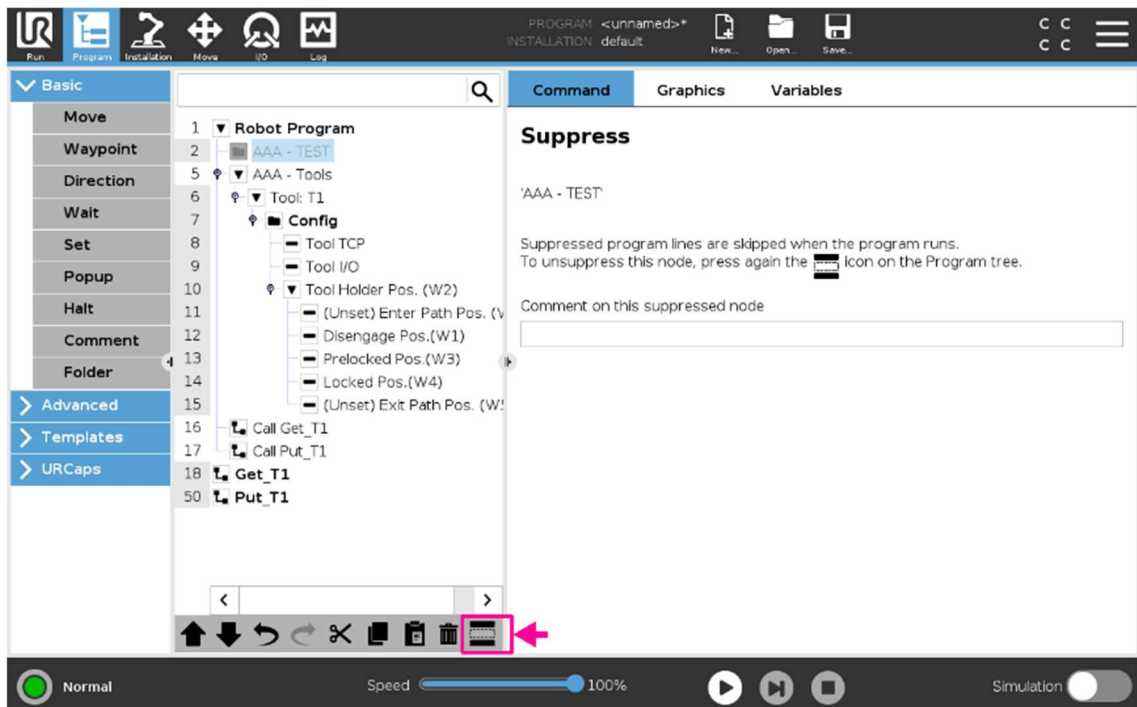 PROGRAM <unnamed>*
INSTALLATION default
C C
C C
Run Program Installation Move I/O Log New... Open... Save...
Basic
Move
Waypoint
Direction
Wait
Set
Popup
Halt
Comment
Folder
Advanced
Templates
URCaps
1 Robot Program
2 AAA - TEST
5 AAA - Tools
6 Tool: T1
7 Config
8 Tool TCP
9 Tool I/O
10 Tool Holder Pos. (W2)
11 (Unset) Enter Path Pos. (V
12 Disengage Pos.(W1)
13 Prelocked Pos.(W3)
14 Locked Pos.(W4)
15 (Unset) Exit Path Pos. (W!
16 Call Get_T1
17 Call Put_T1
18 Get_T1
50 Put_T1
Command Graphics Variables
Suppress
'AAA - TEST'
Suppressed program lines are skipped when the program runs.
To unsuppress this node, press again the icon on the Program tree.
Comment on this suppressed node
Normal Speed 100% Simulation